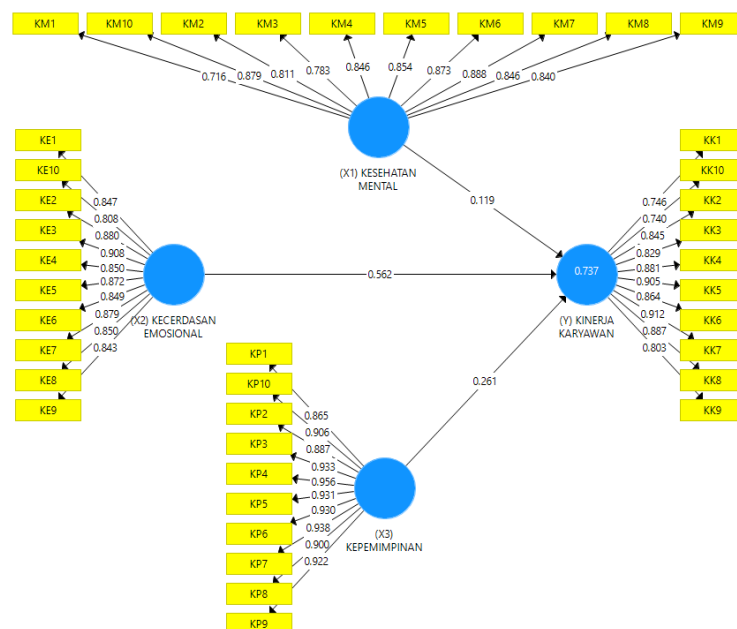 KM1 KM10 KM2 KM3 KM4 KM5 KM6 KM7 KM8 KM9
0.716 0.879 0.811 0.783 0.846 0.854 0.873 0.888 0.846 0.840
(X1) KESEHATAN
MENTAL
KE1
KE10
KE2
KE3
KE4
KE5
KE6
KE7
KE8
KE9
0.847
0.808
0.880
0.908
0.850
0.872
0.849
0.879
0.850
0.843
(X2) KECERDASAN
EMOSIONAL
0.119
0.562
0.261
0.737
(Y) KINERJA
KARYAWAN
0.746
0.740
0.845
0.829
0.881
0.905
0.864
0.912
0.887
0.803
KK1
KK10
KK2
KK3
KK4
KK5
KK6
KK7
KK8
KK9
KP1
KP10
KP2
KP3
KP4
KP5
KP6
KP7
KP8
KP9
0.865
0.906
0.887
0.933
0.956
0.931
0.930
0.938
0.900
0.922
(X3)
KEPEMIMPINAN